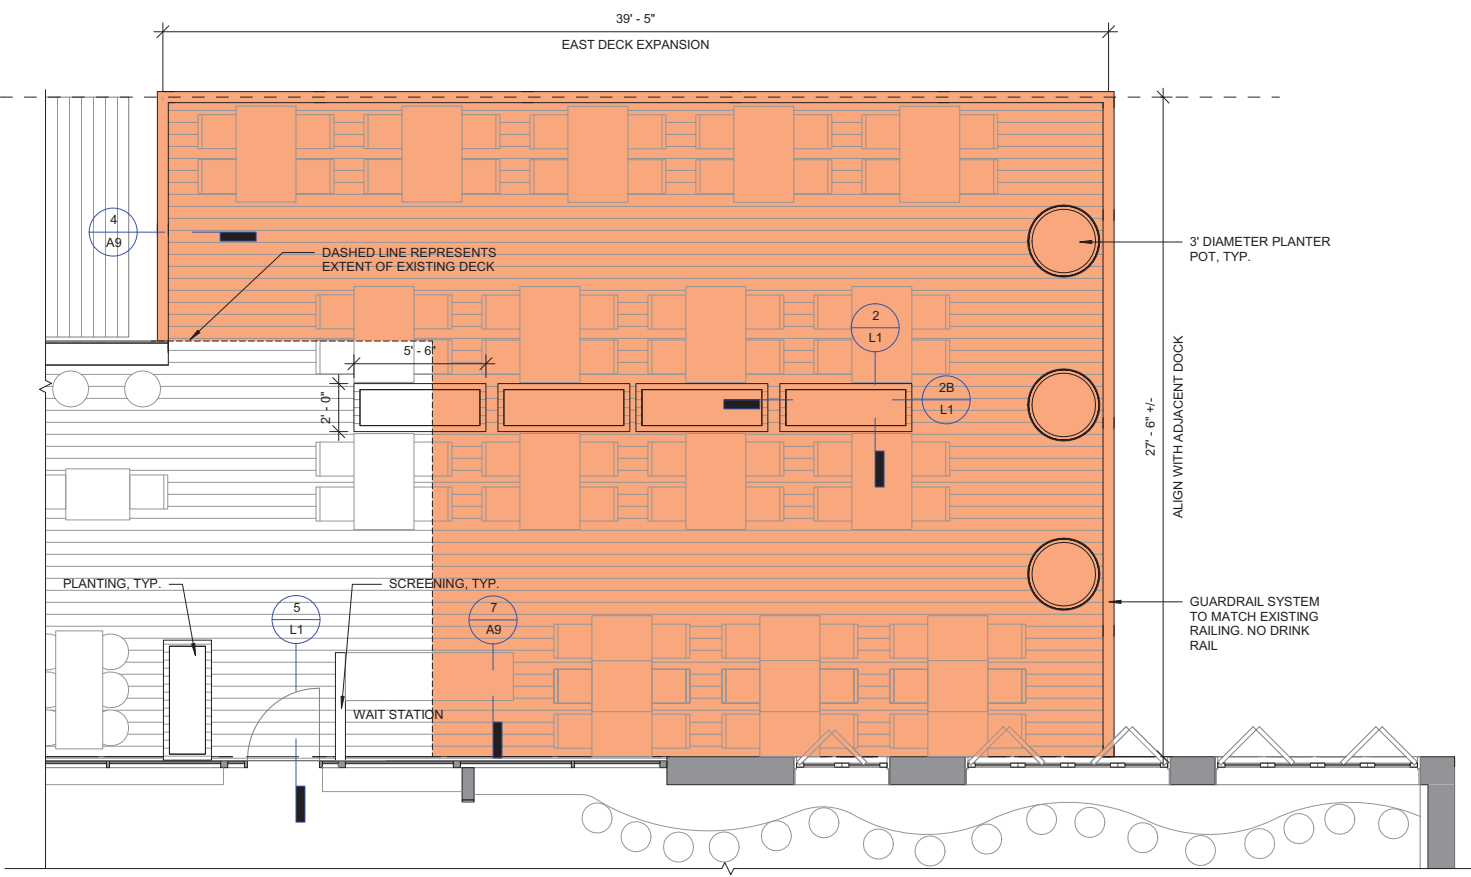 39' - 5"
EAST DECK EXPANSION
4
A9
DASHED LINE REPRESENTS
EXTENT OF EXISTING DECK
3' DIAMETER PLANTER
POT, TYP.
2
L1
5' - 6"
2B
L1
2' - 0"
27' - 6" +/-
ALIGN WITH ADJACENT DOCK
PLANTING, TYP.
SCREENING, TYP.
5
L1
7
A9
GUARDRAIL SYSTEM
TO MATCH EXISTING
RAILING. NO DRINK
RAIL
WAIT STATION